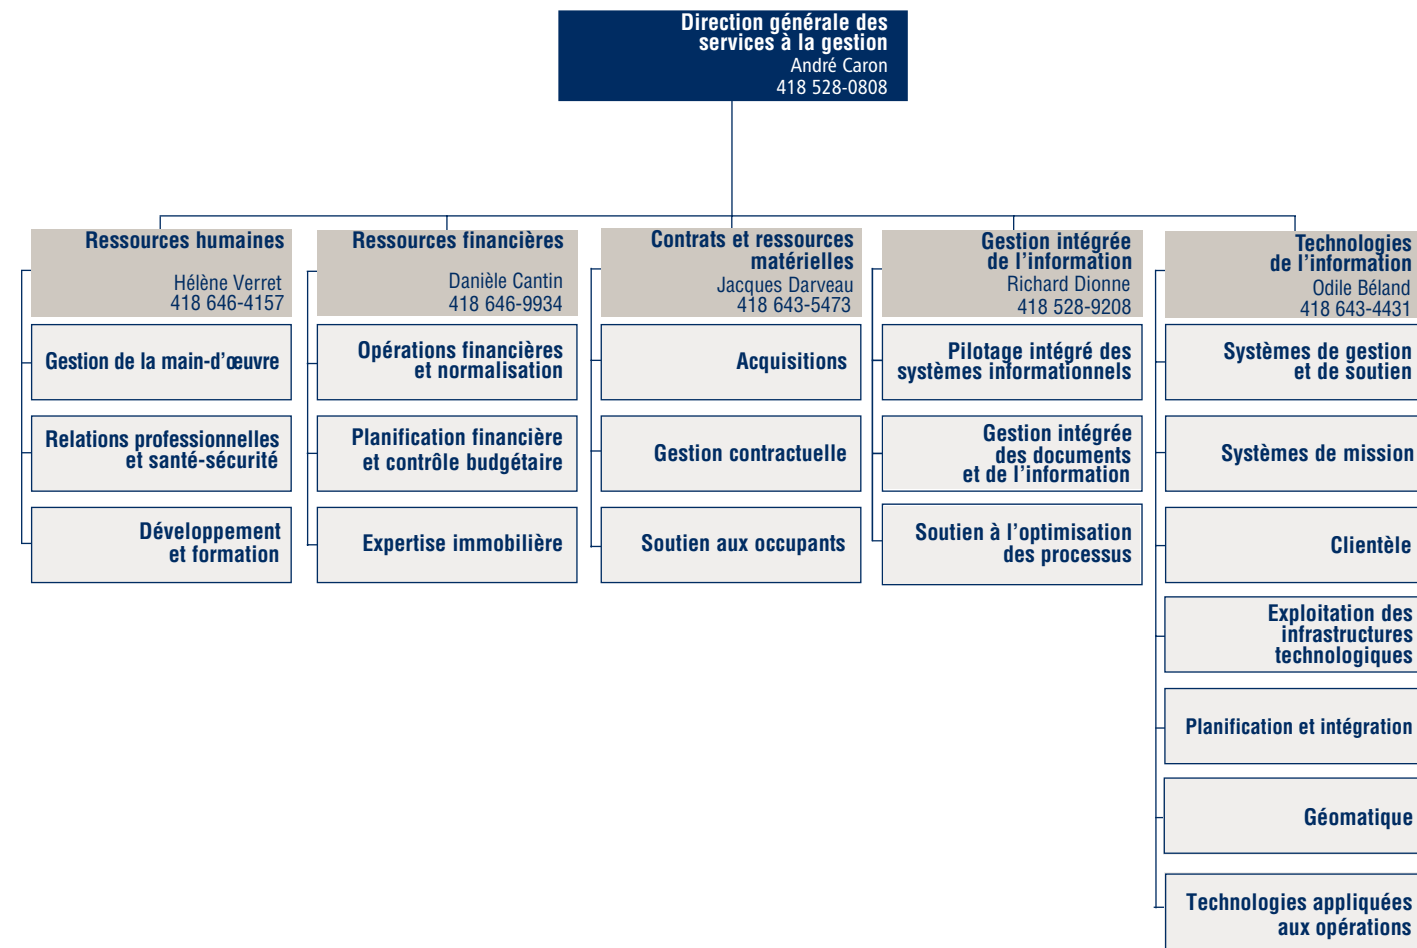 Direction générale des
services à la gestion
André Caron
418 528-0808
Ressources humaines
Hélène Verret
418 646-4157
Gestion de la main-d'œuvre
Relations professionnelles
et santé-sécurité
Développement
et formation
Ressources financières
Danièle Cantin
418 646-9934
Opérations financières
et normalisation
Planification financière
et contrôle budgétaire
Expertise immobilière
Contrats et ressources
matérielles
Jacques Darveau
418 643-5473
Acquisitions
Gestion contractuelle
Soutien aux occupants
Gestion intégrée
de l'information
Richard Dionne
418 528-9208
Pilotage intégré des
systèmes informationnels
Gestion intégrée
des documents
et de l'information
Soutien à l'optimisation
des processus
Technologies
de l'information
Odile Béland
418 643-4431
Systèmes de gestion
et de soutien
Systèmes de mission
Clientèle
Exploitation des
infrastructures
technologiques
Planification et intégration
Géomatique
Technologies appliquées
aux opérations